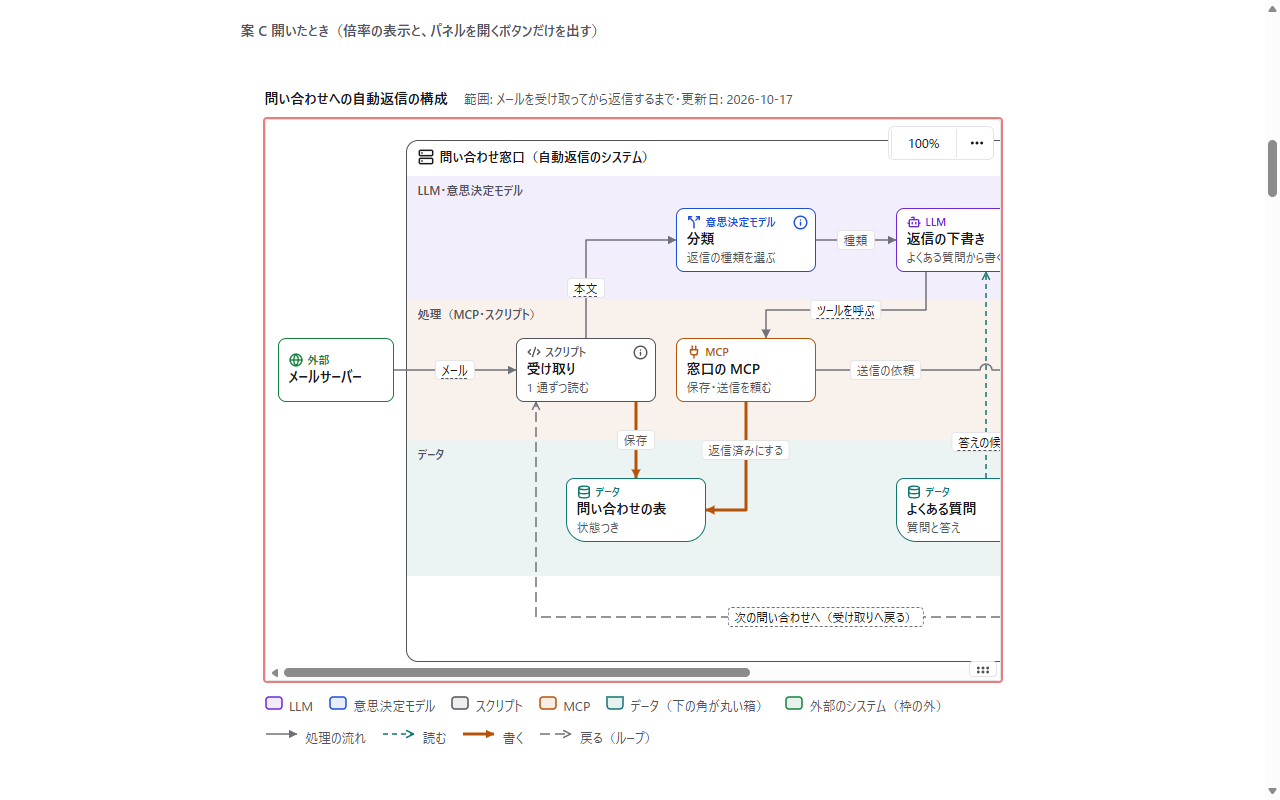 案 C 開いたとき（倍率の表示と、パネルを開くボタンだけを出す）
問い合わせへの自動返信の構成 範囲: メールを受け取ってから返信するまで・更新日: 2026-10-17
100%
問い合わせ窓口（自動返信のシステム）
LLM・意思決定モデル
意思決定モデル
分類
返信の種類を選ぶ
種類
LLM
返信の下書き
よくある質問から書く
本文
処理（MCP・スクリプト）
ツールを呼ぶ
外部
メールサーバー
メール
スクリプト
受け取り
1 通ずつ読む
MCP
窓口の MCP
保存・送信を頼む
送信の依頼
保存
返信済みにする
答えの候
データ
データ
問い合わせの表
状態つき
データ
よくある質問
質問と答え
次の問い合わせへ（受け取りへ戻る）
LLM 意思決定モデル スクリプト MCP データ（下の角が丸い箱） 外部のシステム（枠の外）
処理の流れ 読む 書く 戻る（ループ）